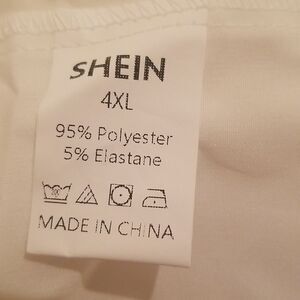 SHEIN
4XL
95% Polyester
5% Elastane
MADE IN CHINA